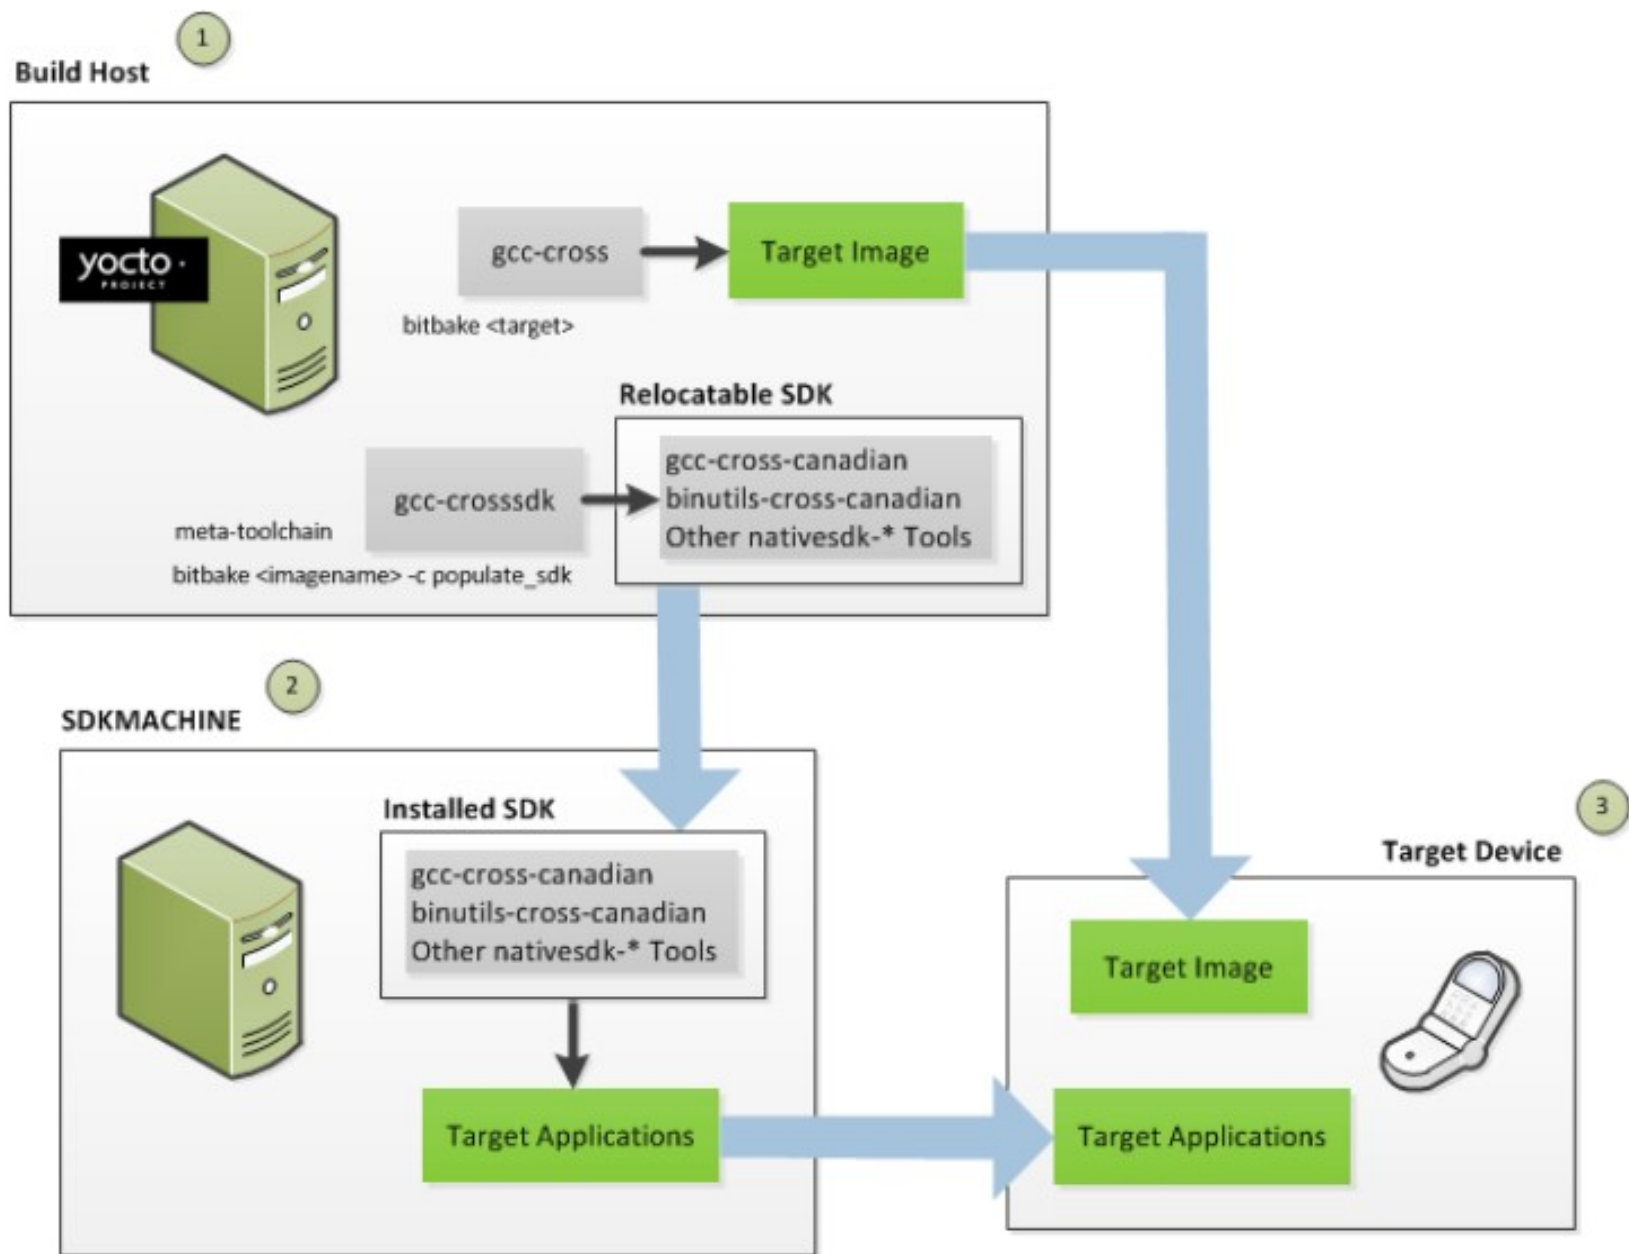 1
Build Host
yocto
PROJECT
gcc-cross
Target Image
bitbake <target>
Relocatable SDK
gcc-crosssdk
gcc-cross-canadian
binutils-cross-canadian
Other nativesdk-* Tools
meta-toolchain
bitbake <imagename> -c populate_sdk
2
SDKMACHINE
Installed SDK
gcc-cross-canadian
binutils-cross-canadian
Other nativesdk-* Tools
Target Applications
3
Target Device
Target Image
Target Applications